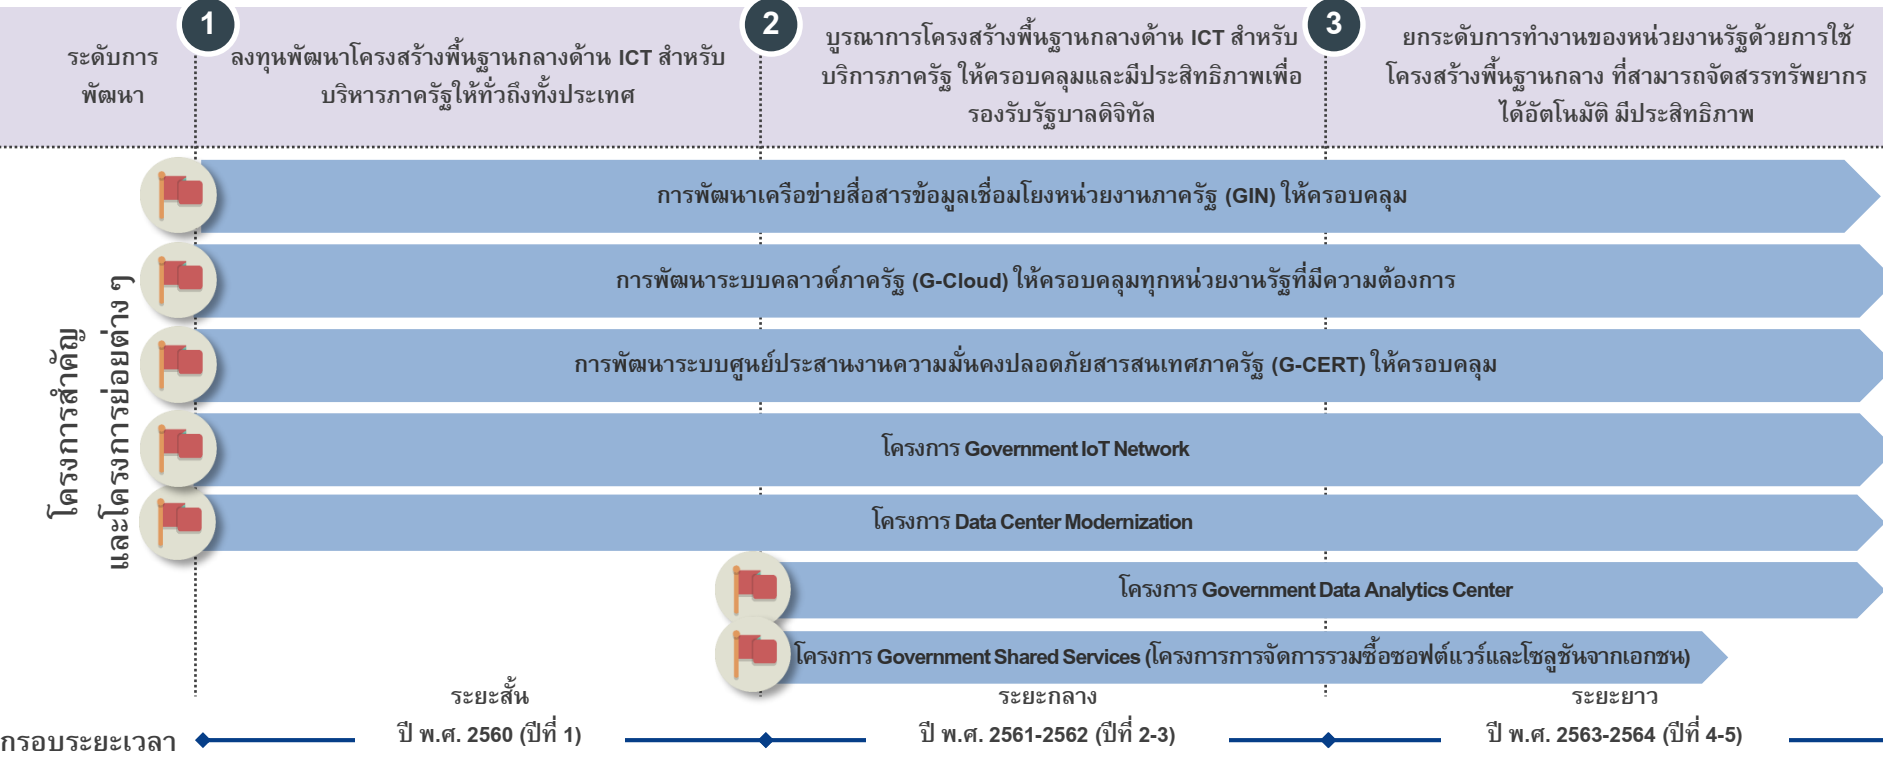 1
2
3
ระดับการ
พัฒนา
ลงทุนพัฒนาโครงสร้างพื้นฐานกลางด้าน ICT สำหรับ
บริหารภาครัฐให้ทั่วถึงทั้งประเทศ
บูรณาการโครงสร้างพื้นฐานกลางด้าน ICT สำหรับ
บริการภาครัฐ ให้ครอบคลุมและมีประสิทธิภาพเพื่อ
รองรับรัฐบาลดิจิทัล
ยกระดับการทำงานของหน่วยงานรัฐด้วยการใช้
โครงสร้างพื้นฐานกลาง ที่สามารถจัดสรรทรัพยากร
ได้อัตโนมัติ มีประสิทธิภาพ
โครงการสำคัญ
และโครงการย่อยต่าง ๆ
การพัฒนาเครือข่ายสื่อสารข้อมูลเชื่อมโยงหน่วยงานภาครัฐ (GIN) ให้ครอบคลุม
การพัฒนาระบบคลาวด์ภาครัฐ (G-Cloud) ให้ครอบคลุมทุกหน่วยงานรัฐที่มีความต้องการ
การพัฒนาระบบศูนย์ประสานงานความมั่นคงปลอดภัยสารสนเทศภาครัฐ (G-CERT) ให้ครอบคลุม
โครงการ Government IoT Network
โครงการ Data Center Modernization
โครงการ Government Data Analytics Center
โครงการ Government Shared Services (โครงการการจัดการรวมซื้อซอฟต์แวร์และโซลูชันจากเอกชน)
กรอบระยะเวลา
ระยะสั้น
ปี พ.ศ. 2560 (ปีที่ 1)
ระยะกลาง
ปี พ.ศ. 2561-2562 (ปีที่ 2-3)
ระยะยาว
ปี พ.ศ. 2563-2564 (ปีที่ 4-5)